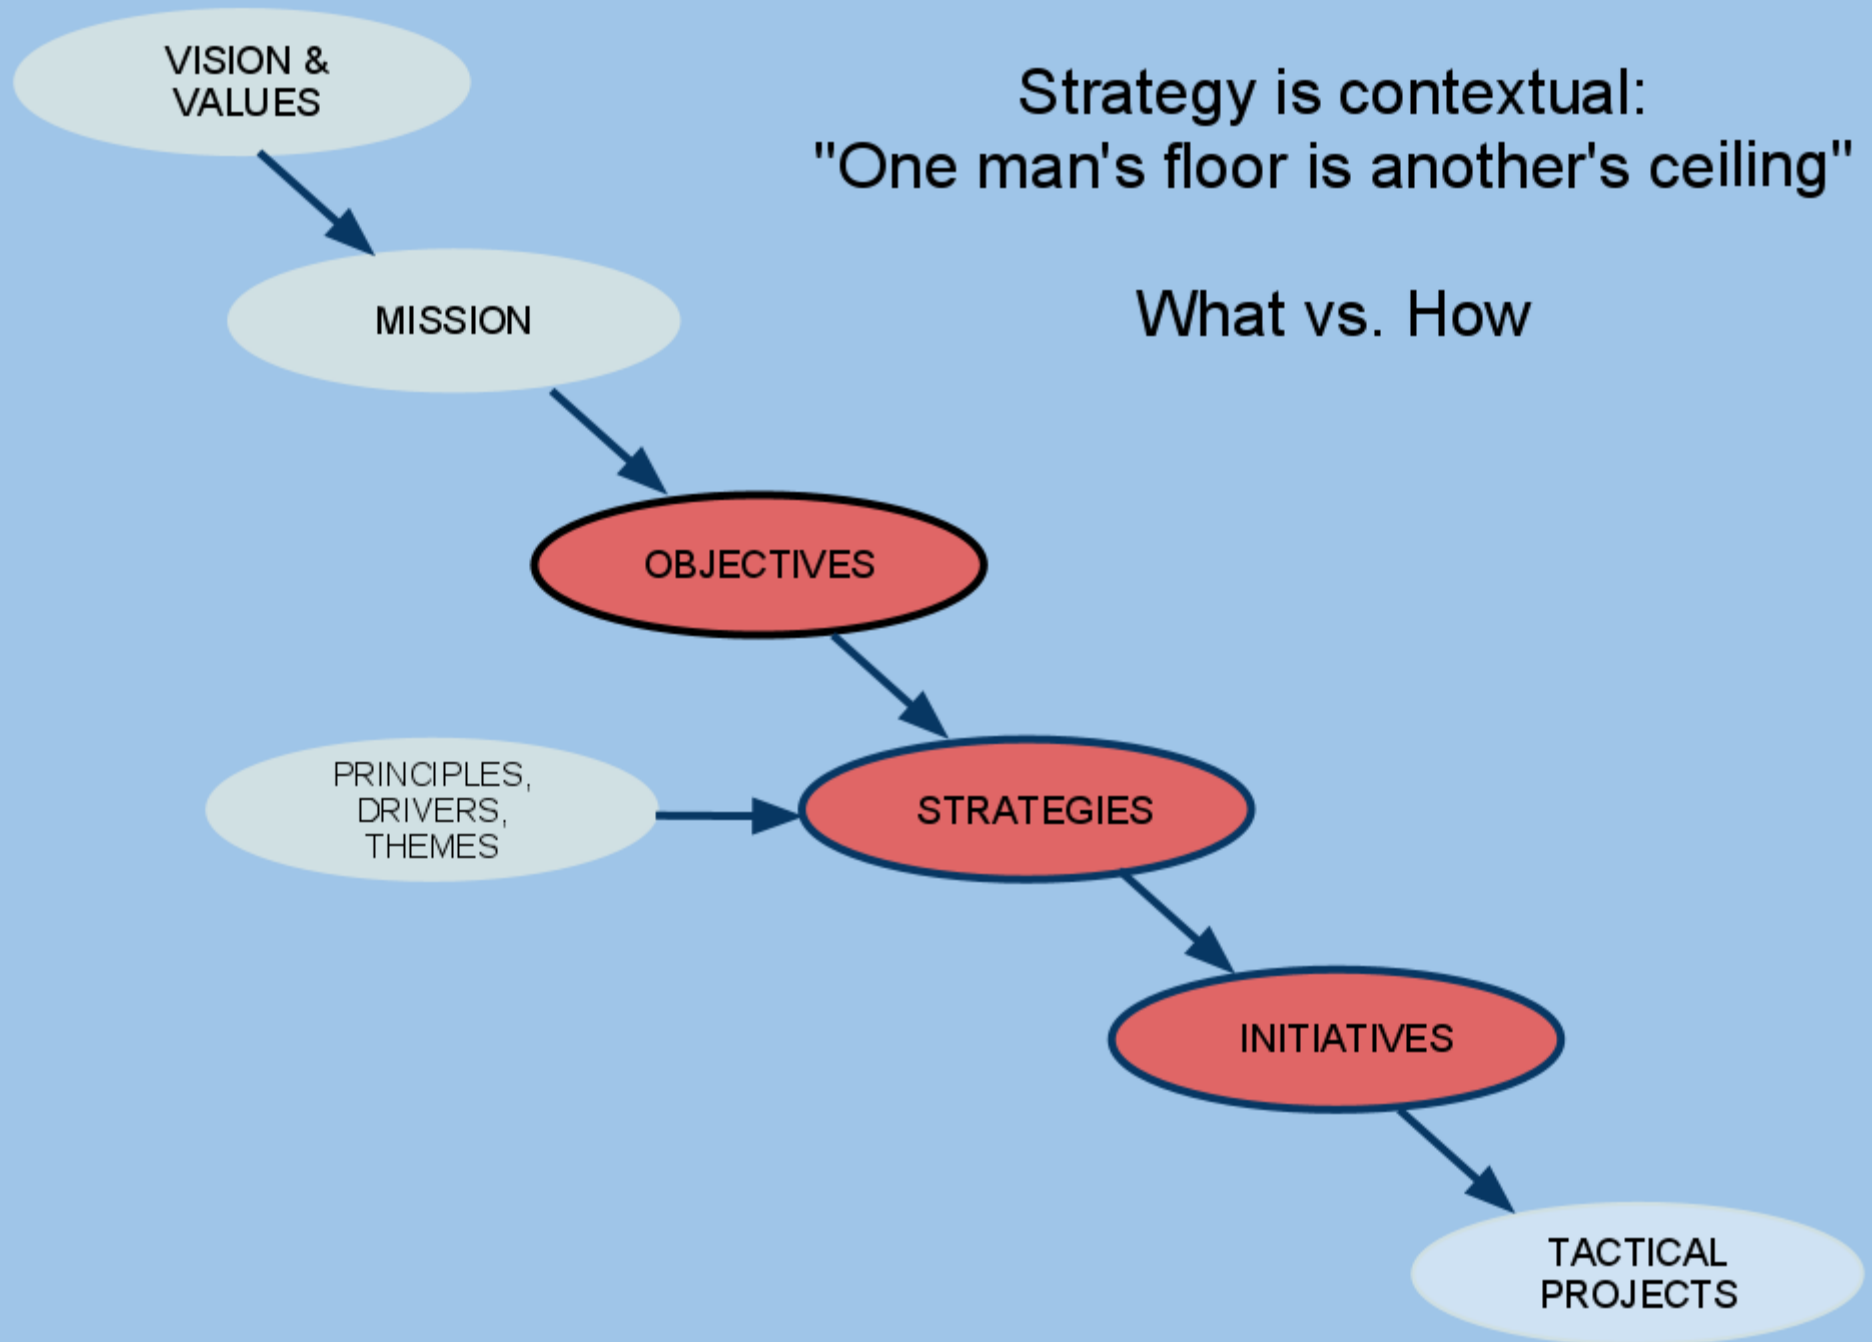 VISION &
VALUES
Strategy is contextual:
"One man's floor is another's ceiling"
What vs. How
MISSION
OBJECTIVES
PRINCIPLES,
DRIVERS,
THEMES
STRATEGIES
INITIATIVES
TACTICAL
PROJECTS